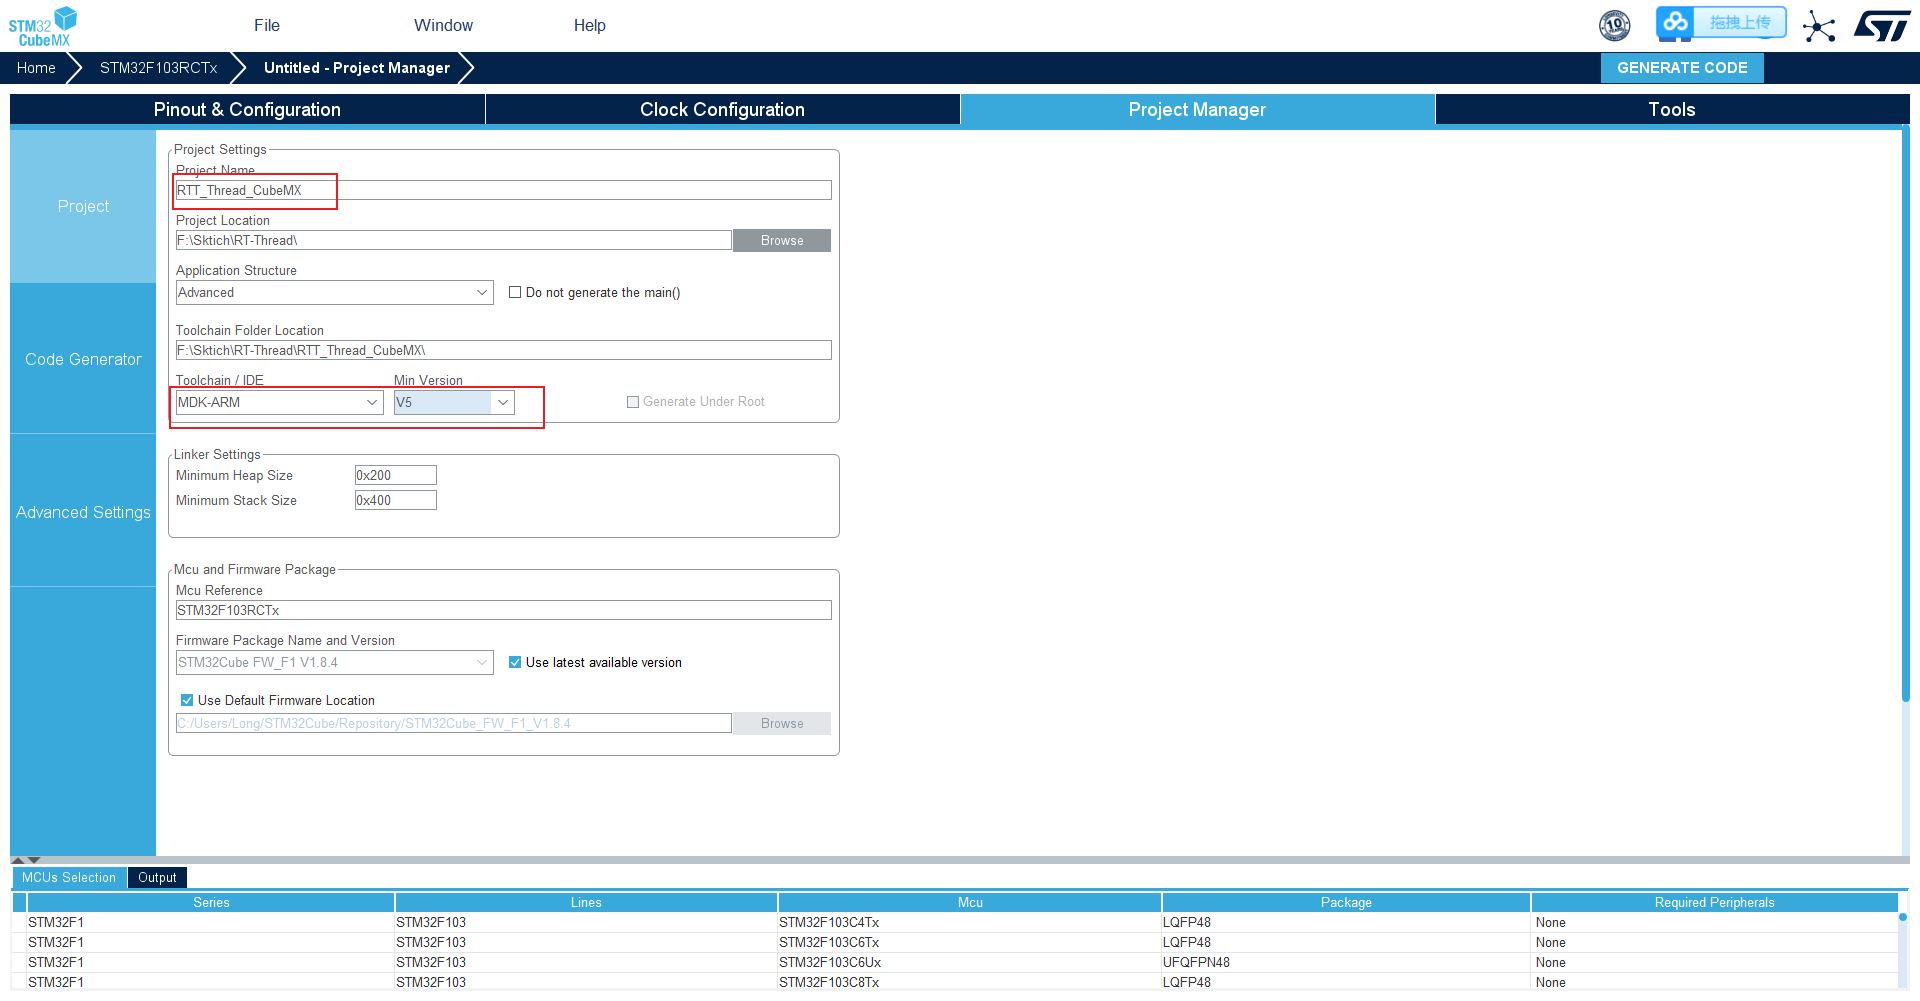 STM32
CubeMX
File
Window
Help
10
拖拽上传
Home
STM32F103RCTx
Untitled - Project Manager
GENERATE CODE
Pinout & Configuration
Clock Configuration
Project Manager
Tools
Project
Code Generator
Advanced Settings
Project Settings
Project Name
RTT_Thread_CubeMX
Project Location
F:\Sktich\RT-Thread\
Browse
Application Structure
Advanced
Do not generate the main()
Toolchain Folder Location
F:\Sktich\RT-Thread\RTT_Thread_CubeMX\
Toolchain / IDE
Min Version
MDK-ARM
V5
Generate Under Root
Linker Settings
Minimum Heap Size
0x200
Minimum Stack Size
0x400
Mcu and Firmware Package
Mcu Reference
STM32F103RCTx
Firmware Package Name and Version
STM32Cube FW_F1 V1.8.4
Use latest available version
Use Default Firmware Location
C:/Users/Long/STM32Cube/Repository/STM32Cube_FW_F1_V1.8.4
Browse
MCUs Selection
Output
Series Lines Mcu Package Required Peripherals
STM32F1 STM32F103 STM32F103C4Tx LQFP48 None
STM32F1 STM32F103 STM32F103C6Tx LQFP48 None
STM32F1 STM32F103 STM32F103C6Ux UFQFPN48 None
STM32F1 STM32F103 STM32F103C8Tx LQFP48 None